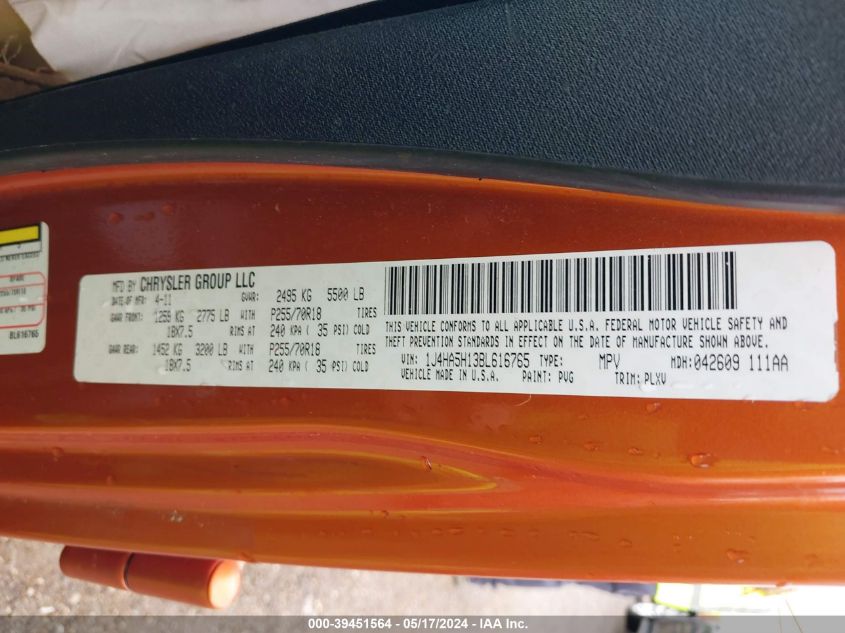 BL616765
MFD BY CHRYSLER GROUP LLC
DATE OF MFR 4-11 GVWR: 2495 KG 5500 LB
GAWR FRONT: 1259 KG 2775 LB WITH P255/70R18 TIRES
18X7.5 RIMS AT 240 KPA ( 35 PSI) COLD
GAWR REAR: 1452 KG 3200 LB WITH P255/70R18 TIRES
18X7.5 RIMS AT 240 KPA ( 35 PSI) COLD
THIS VEHICLE CONFORMS TO ALL APPLICABLE U.S.A. FEDERAL MOTOR VEHICLE SAFETY AND
THEFT PREVENTION STANDARDS IN EFFECT ON THE DATE OF MANUFACTURE SHOWN ABOVE.
VIN: 1J4HA5H13BL616765 TYPE: MPV MDH: 042609 111AA
VEHICLE MADE IN U.S.A. PAINT: PVG TRIM: PLXV
000-39451564 - 05/17/2024 - IAA Inc.